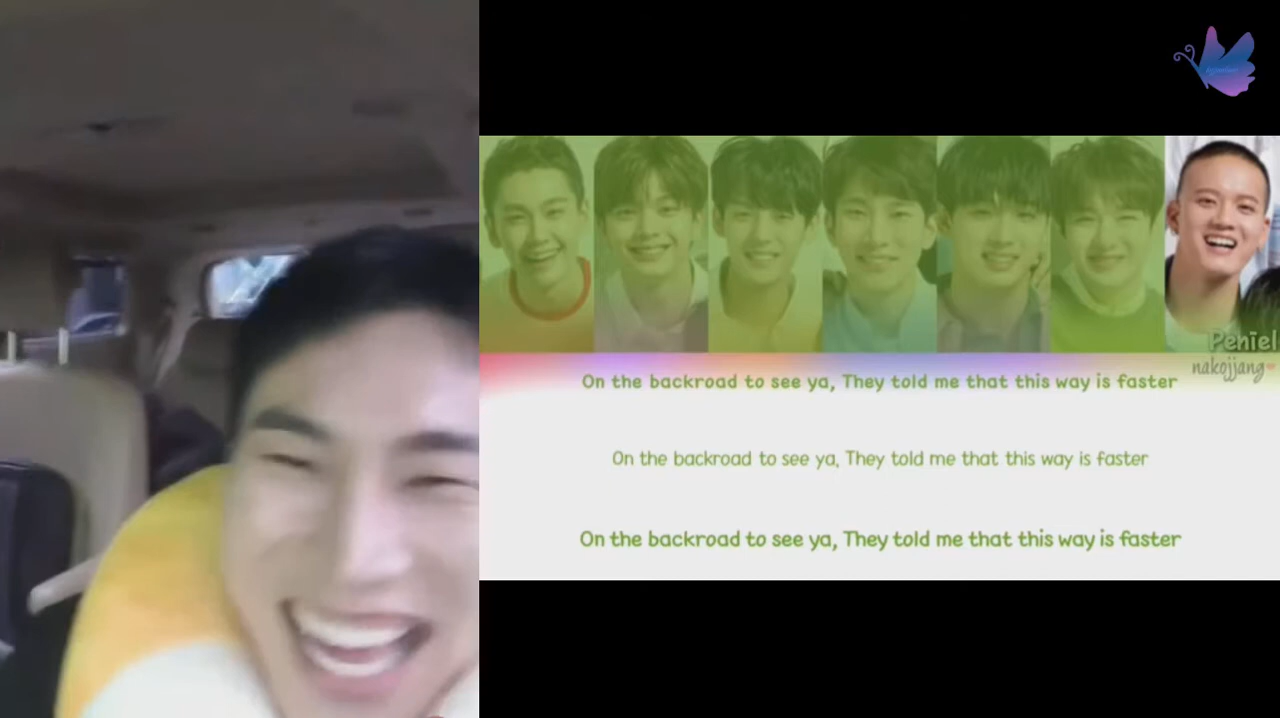 Peniel
nakojjang
On the backroad to see ya, They told me that this way is faster
On the backroad to see ya, They told me that this way is faster
On the backroad to see ya, They told me that this way is faster